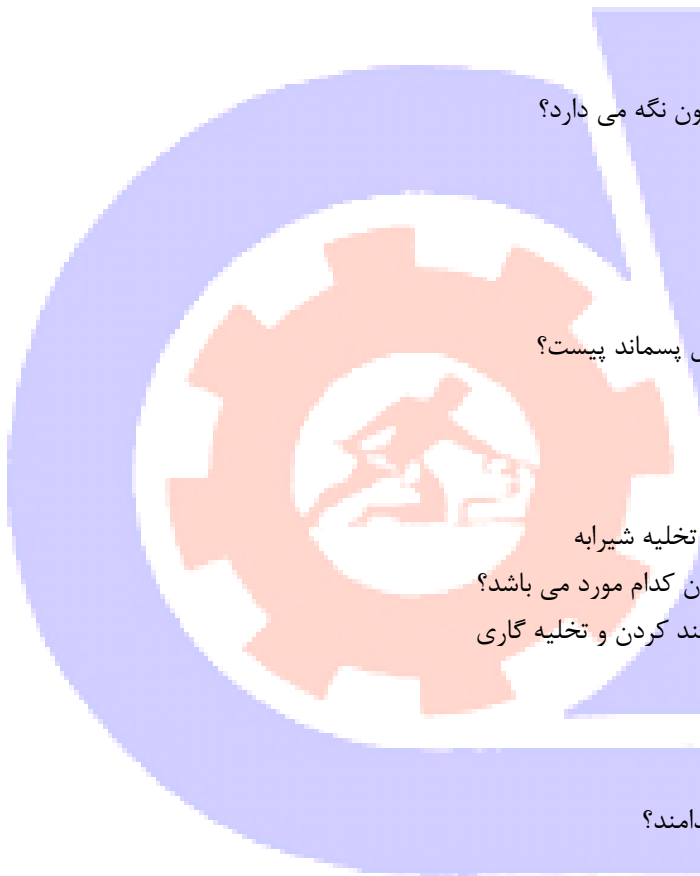 ون نگه می دارد؟
پسماند پیست؟
تخلیه شیرابه
ن کدام مورد می باشد؟
ند کردن و تخلیه گاری
دامند؟